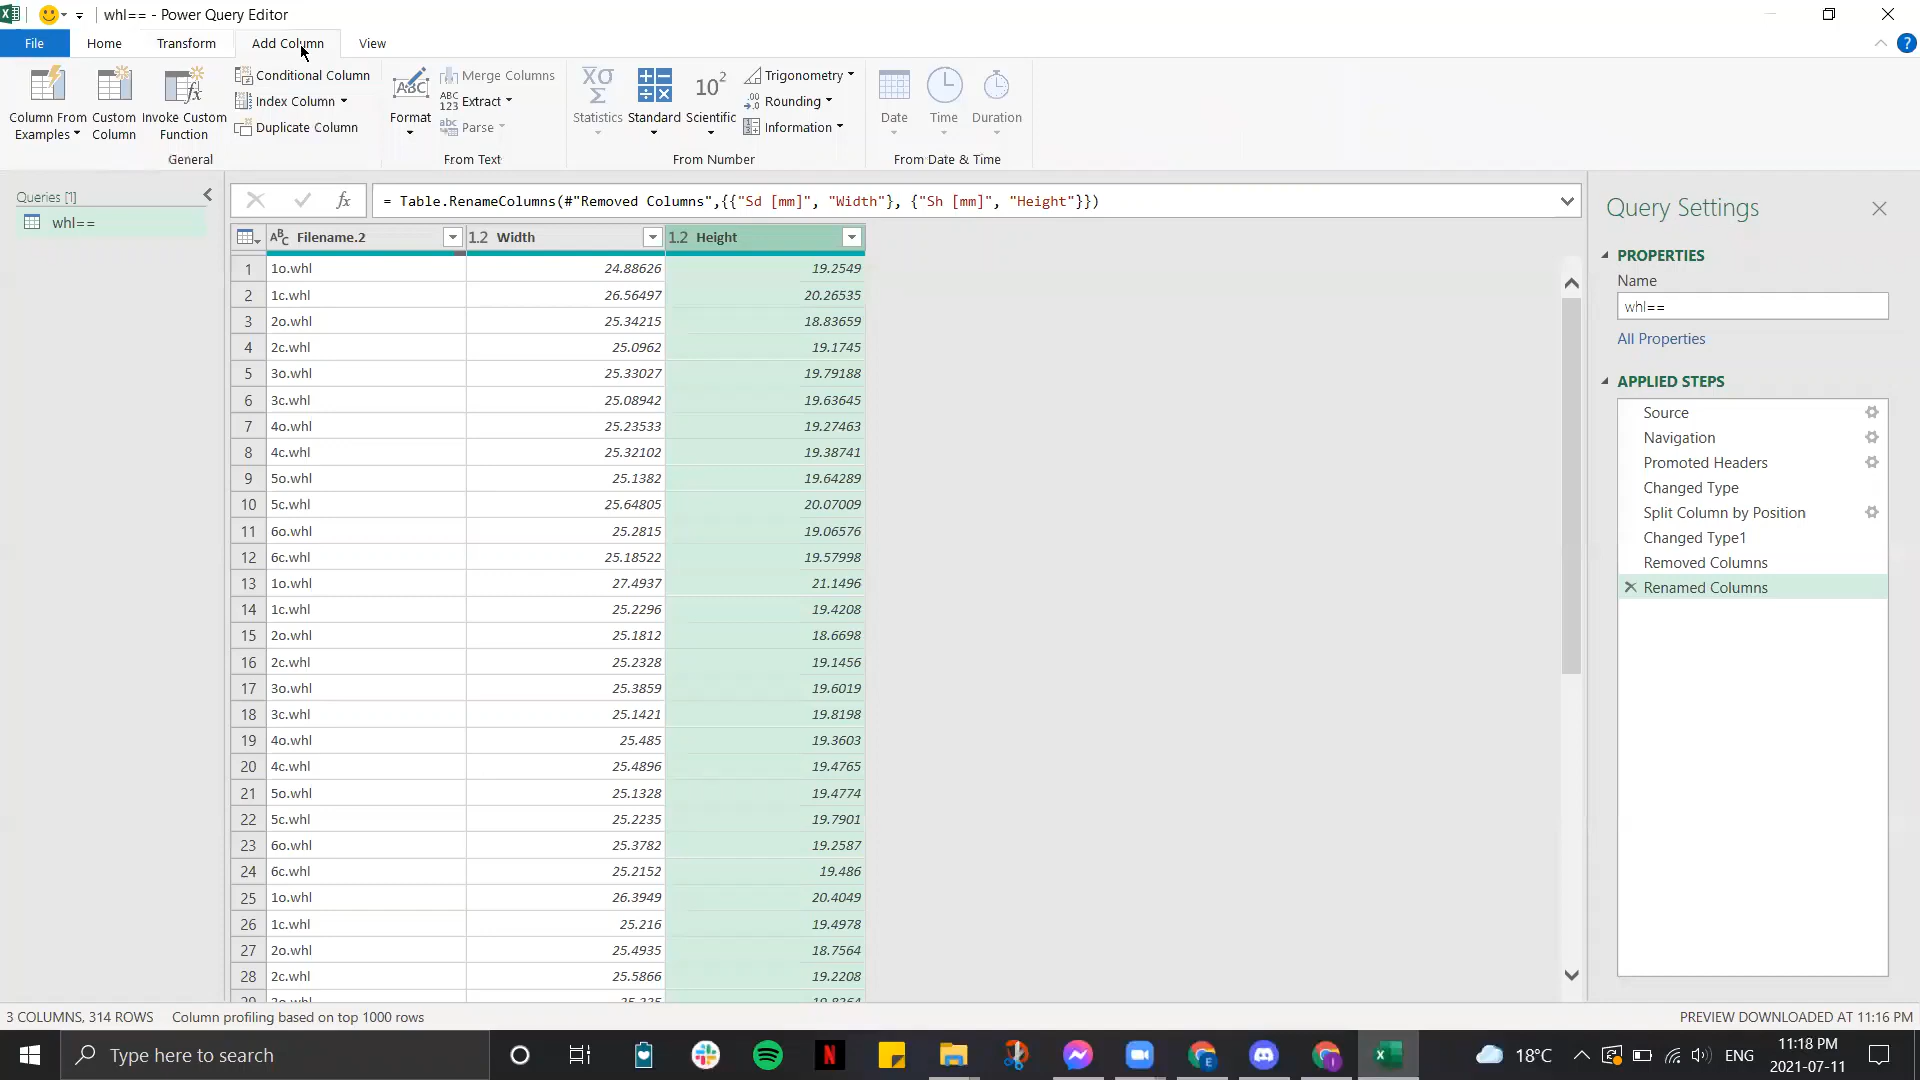 whl== - Power Query Editor
File
Home
Transform
Add Column
View
Column From
Examples
Custom
Column
Invoke Custom
Function
Conditional Column
Index Column
Duplicate Column
General
Format
Merge Columns
Extract
Parse
From Text
Statistics
Standard
Scientific
Trigonometry
Rounding
Information
From Number
Date
Time
Duration
From Date & Time
Queries [1]
whl==
fx = Table.RenameColumns(#"Removed Columns",{{"Sd [mm]", "Width"}, {"Sh [mm]", "Height"}})
ABC Filename.2 1.2 Width 1.2 Height
1 1o.whl 24.88626 19.2549
2 1c.whl 26.56497 20.26535
3 2o.whl 25.34215 18.83659
4 2c.whl 25.0962 19.1745
5 3o.whl 25.33027 19.79188
6 3c.whl 25.08942 19.63645
7 4o.whl 25.23533 19.27463
8 4c.whl 25.32102 19.38741
9 5o.whl 25.1382 19.64289
10 5c.whl 25.64805 20.07009
11 6o.whl 25.2815 19.06576
12 6c.whl 25.18522 19.57998
13 1o.whl 27.4937 21.1496
14 1c.whl 25.2296 19.4208
15 2o.whl 25.1812 18.6698
16 2c.whl 25.2328 19.1456
17 3o.whl 25.3859 19.6019
18 3c.whl 25.1421 19.8198
19 4o.whl 25.485 19.3603
20 4c.whl 25.4896 19.4765
21 5o.whl 25.1328 19.4774
22 5c.whl 25.2235 19.7901
23 6o.whl 25.3782 19.2587
24 6c.whl 25.2152 19.486
25 1o.whl 26.3949 20.4049
26 1c.whl 25.216 19.4978
27 2o.whl 25.4935 18.7564
28 2c.whl 25.5866 19.2208
Query Settings
PROPERTIES
Name
whl==
All Properties
APPLIED STEPS
Source
Navigation
Promoted Headers
Changed Type
Split Column by Position
Changed Type1
Removed Columns
Renamed Columns
3 COLUMNS, 314 ROWS Column profiling based on top 1000 rows
PREVIEW DOWNLOADED AT 11:16 PM
Type here to search
18°C
ENG
11:18 PM
2021-07-11